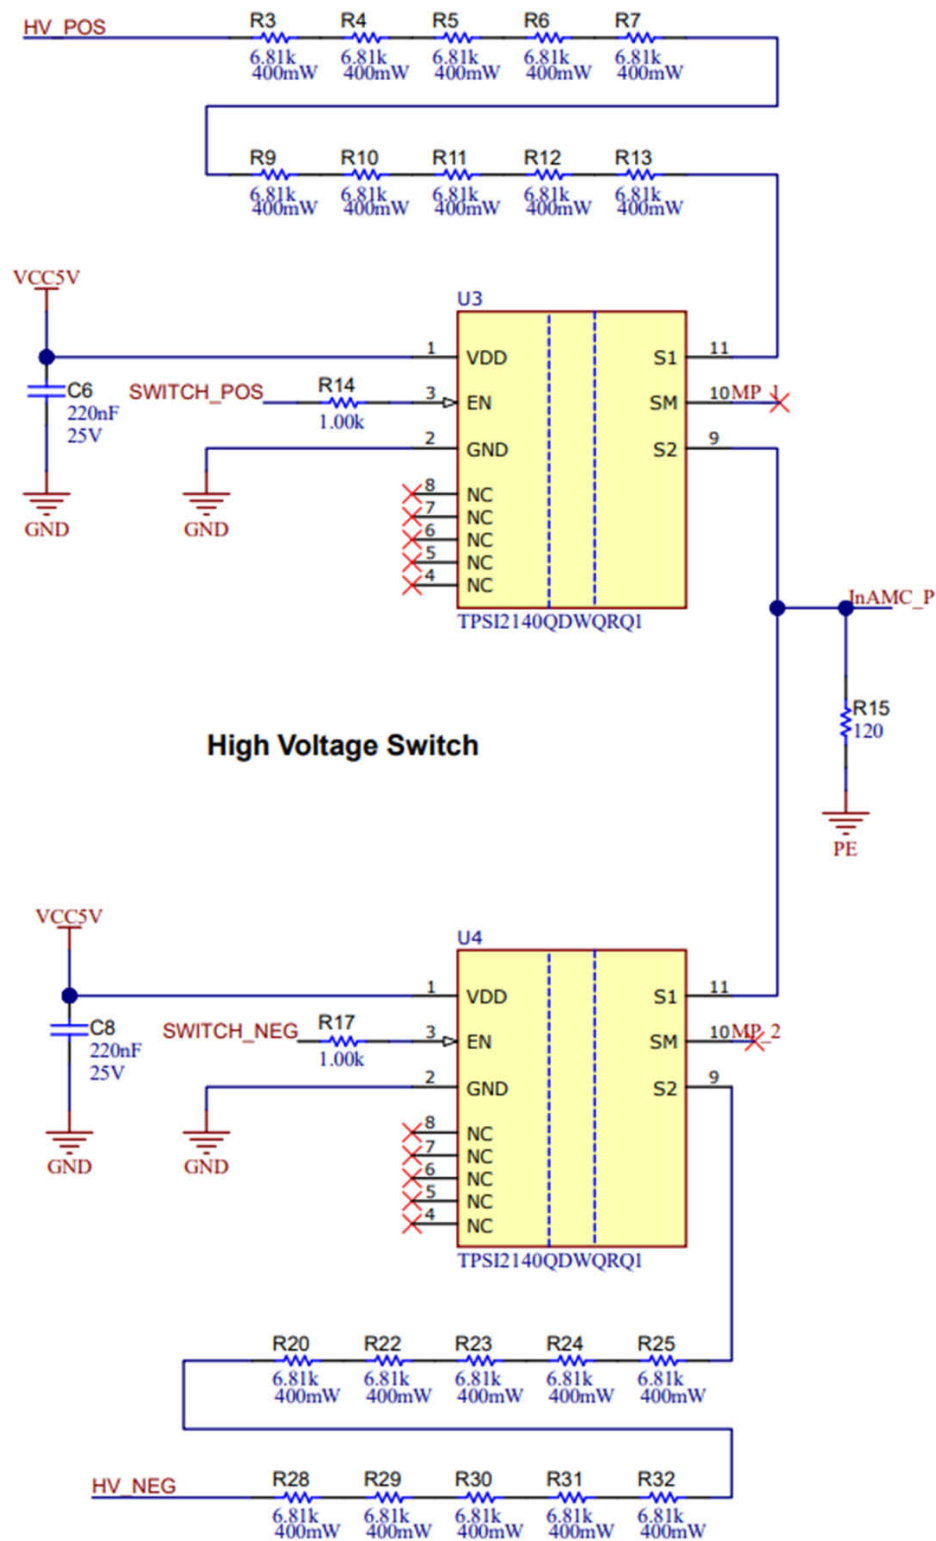 HV_POS
R3 R4 R5 R6 R7
6.81k 6.81k 6.81k 6.81k 6.81k
400mW 400mW 400mW 400mW 400mW
R9 R10 R11 R12 R13
6.81k 6.81k 6.81k 6.81k 6.81k
400mW 400mW 400mW 400mW 400mW
VCC5V
U3
1 VDD S1 11
C6
220nF
25V
SWITCH_POS R14 3 EN SM 10 MP_1
1.00k
2 GND S2 9
8 NC
7 NC
6 NC
5 NC
4 NC
GND GND
TPSI2140QDWQRQ1
InAMC_P
R15
120
PE
High Voltage Switch
VCC5V
U4
1 VDD S1 11
C8
220nF
25V
SWITCH_NEG R17 3 EN SM 10 MP_2
1.00k
2 GND S2 9
8 NC
7 NC
6 NC
5 NC
4 NC
GND GND
TPSI2140QDWQRQ1
R20 R22 R23 R24 R25
6.81k 6.81k 6.81k 6.81k 6.81k
400mW 400mW 400mW 400mW 400mW
HV_NEG
R28 R29 R30 R31 R32
6.81k 6.81k 6.81k 6.81k 6.81k
400mW 400mW 400mW 400mW 400mW